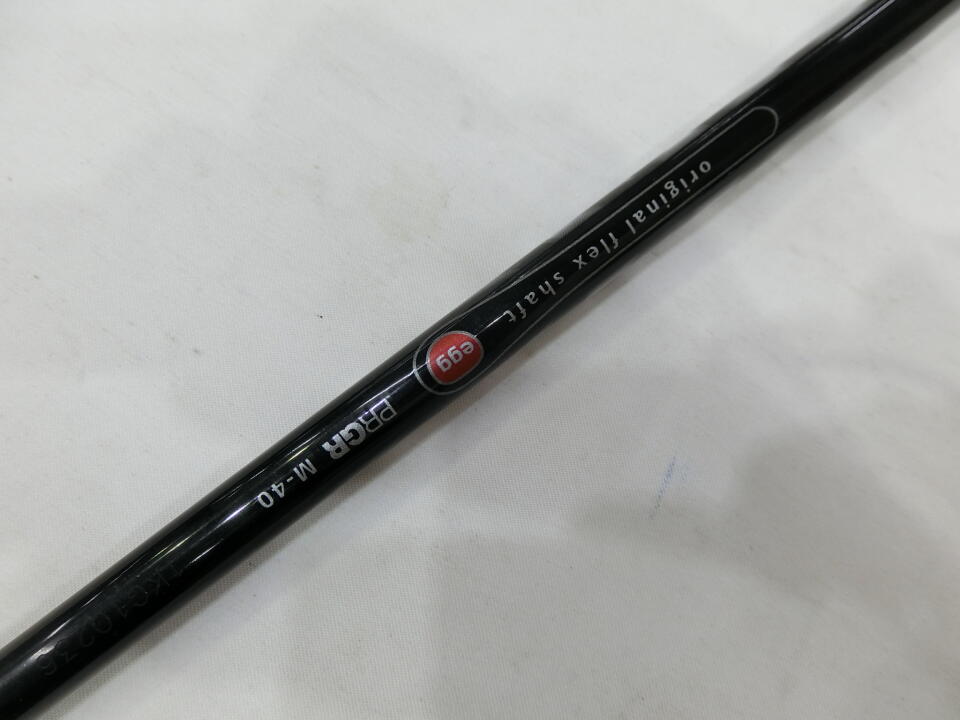 original flex shaft
egg
PRGR M-40